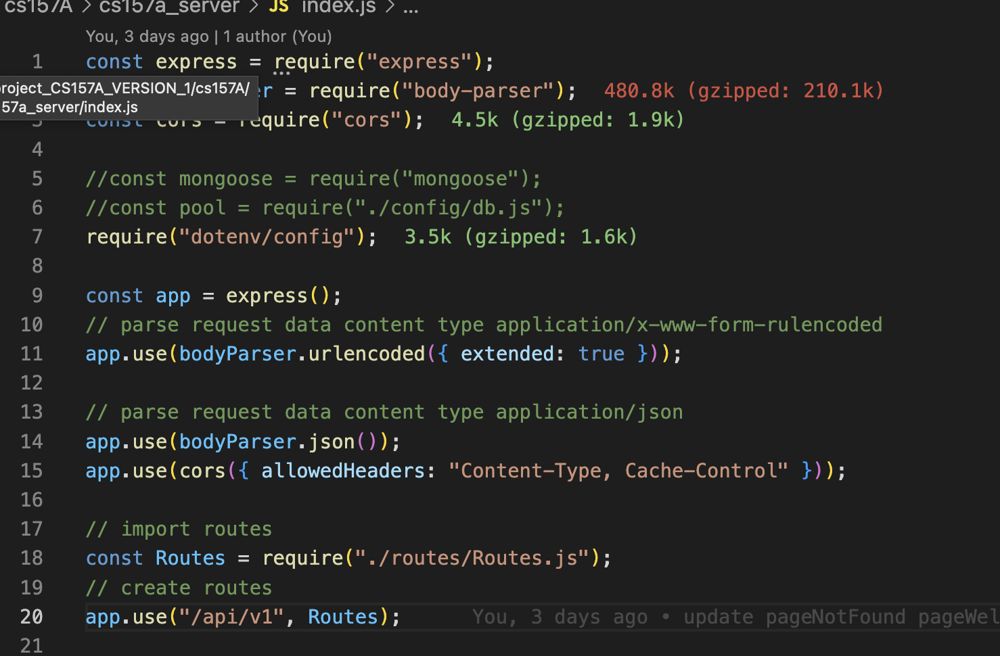 cs157A > cs157a_server > JS index.js > ...
You, 3 days ago | 1 author (You)
1 const express = require("express");
roject_CS157A_VERSION_1/cs157A/
57a_server/index.js
er = require("body-parser"); 480.8k (gzipped: 210.1k)
3 const cors = require("cors"); 4.5k (gzipped: 1.9k)
4
5 //const mongoose = require("mongoose");
6 //const pool = require("./config/db.js");
7 require("dotenv/config"); 3.5k (gzipped: 1.6k)
8
9 const app = express();
10 // parse request data content type application/x-www-form-rulencoded
11 app.use(bodyParser.urlencoded({ extended: true }));
12
13 // parse request data content type application/json
14 app.use(bodyParser.json());
15 app.use(cors({ allowedHeaders: "Content-Type, Cache-Control" }));
16
17 // import routes
18 const Routes = require("./routes/Routes.js");
19 // create routes
20 app.use("/api/v1", Routes); You, 3 days ago • update pageNotFound pageWel
21